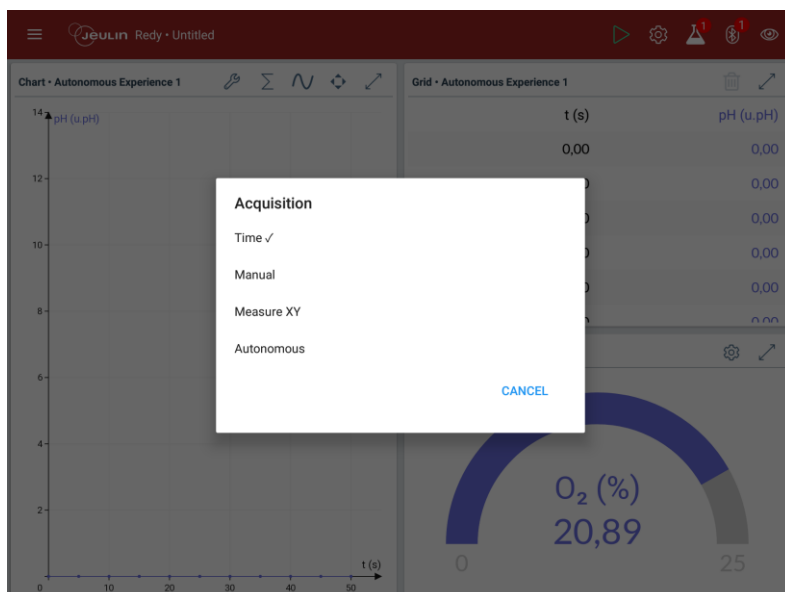 Jeulin Redy • Untitled
1
1
Chart • Autonomous Experience 1
Grid • Autonomous Experience 1
14
pH (u.pH)
12
10
8
6
4
2
0
10
20
30
40
50
t (s)
t (s)
pH (u.pH)
0,00
0,00
0,00
0,00
0,00
0,00
Acquisition
Time ✓
Manual
Measure XY
Autonomous
CANCEL
O₂ (%)
20,89
0
25